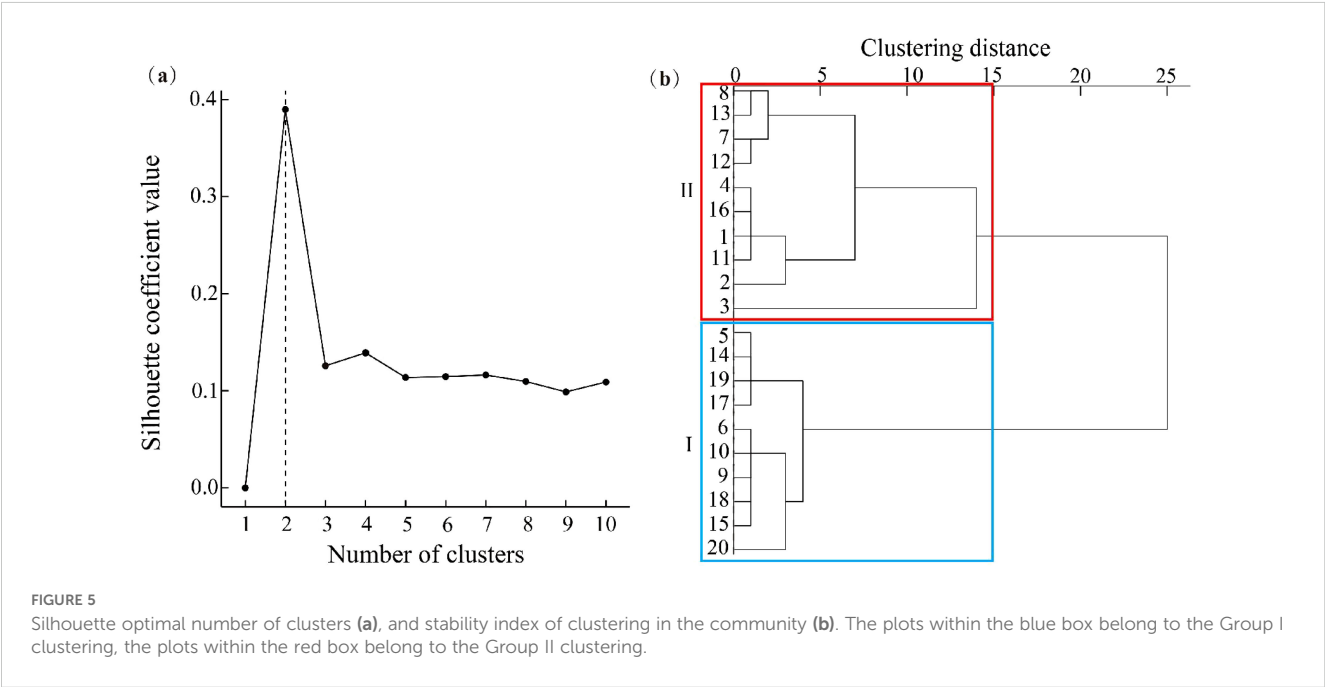 (a)
0.4
0.3
0.2
0.1
0.0
Silhouette coefficient value
1 2 3 4 5 6 7 8 9 10
Number of clusters
Clustering distance
(b)
0 5 10 15 20 25
8
13
7
12
4
16
1
11
2
3
II
5
14
19
17
6
10
9
18
15
20
I
FIGURE 5
Silhouette optimal number of clusters (a), and stability index of clustering in the community (b). The plots within the blue box belong to the Group I
clustering, the plots within the red box belong to the Group II clustering.